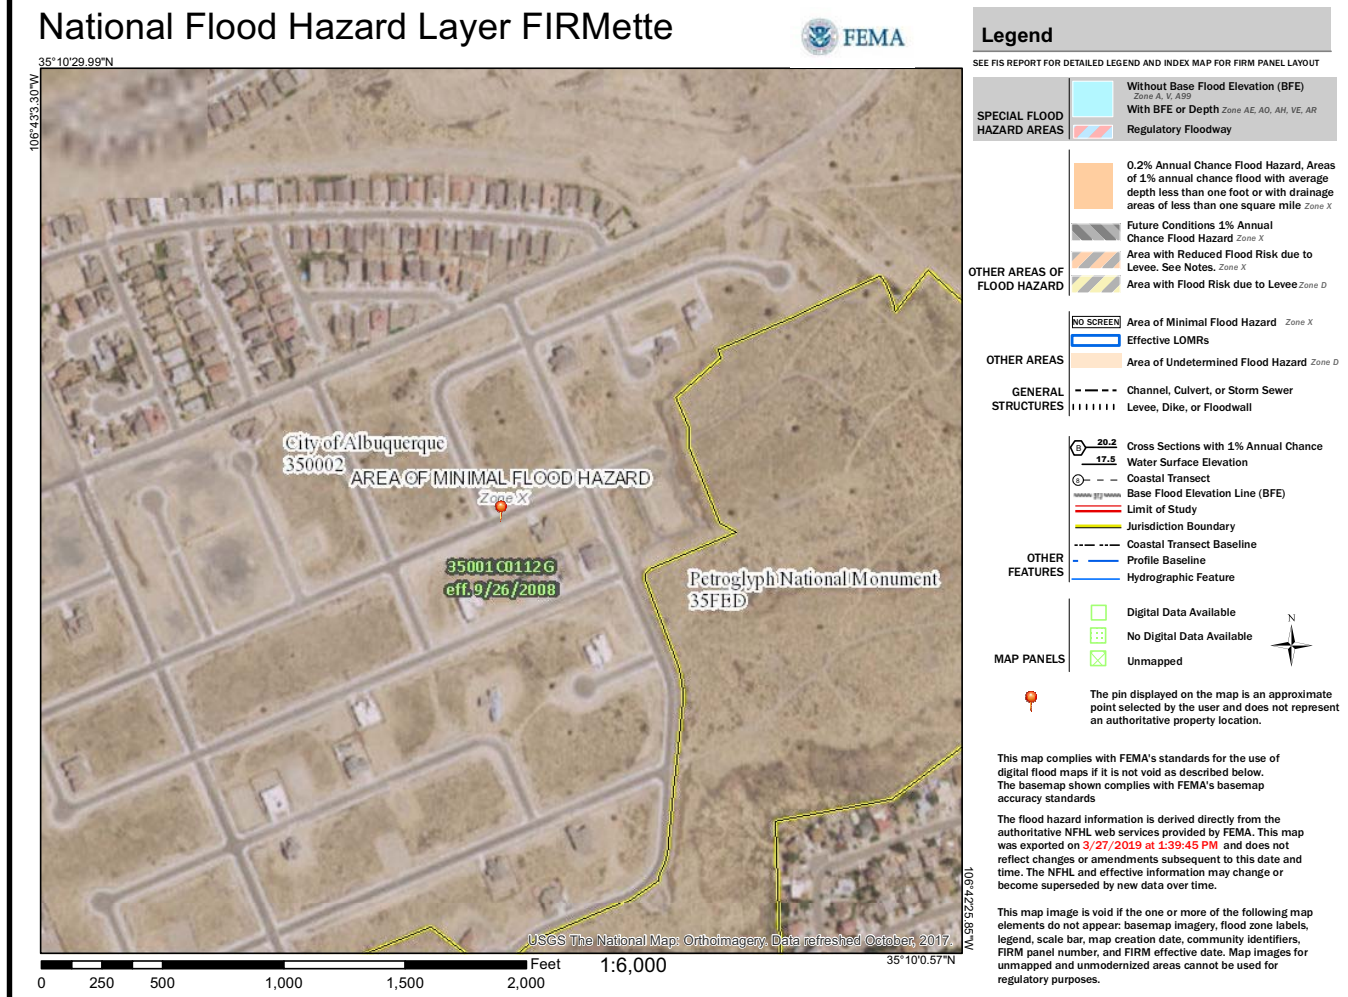 National Flood Hazard Layer FIRMette
FEMA
35°10'29.99"N
106°43'3.30"W
City of Albuquerque
350002
AREA OF MINIMAL FLOOD HAZARD
Zone X
35001C0112G
eff. 9/26/2008
Petroglyph National Monument
35FED
USGS The National Map: Orthoimagery. Data refreshed October, 2017.
106°42'25.85"W
35°10'0.57"N
Feet
1:6,000
0
250
500
1,000
1,500
2,000
Legend
SEE FIS REPORT FOR DETAILED LEGEND AND INDEX MAP FOR FIRM PANEL LAYOUT
SPECIAL FLOOD
HAZARD AREAS
Without Base Flood Elevation (BFE)
Zone A, V, A99
With BFE or Depth Zone AE, AO, AH, VE, AR
Regulatory Floodway
0.2% Annual Chance Flood Hazard, Areas
of 1% annual chance flood with average
depth less than one foot or with drainage
areas of less than one square mile Zone X
Future Conditions 1% Annual
Chance Flood Hazard Zone X
Area with Reduced Flood Risk due to
Levee. See Notes. Zone X
Area with Flood Risk due to Levee Zone D
OTHER AREAS OF
FLOOD HAZARD
NO SCREEN
Area of Minimal Flood Hazard Zone X
Effective LOMRs
OTHER AREAS
Area of Undetermined Flood Hazard Zone D
GENERAL
STRUCTURES
Channel, Culvert, or Storm Sewer
Levee, Dike, or Floodwall
B 20.2
Cross Sections with 1% Annual Chance
17.5
Water Surface Elevation
8
Coastal Transect
513
Base Flood Elevation Line (BFE)
Limit of Study
Jurisdiction Boundary
Coastal Transect Baseline
OTHER
FEATURES
Profile Baseline
Hydrographic Feature
Digital Data Available
No Digital Data Available
MAP PANELS
Unmapped
N
The pin displayed on the map is an approximate
point selected by the user and does not represent
an authoritative property location.
This map complies with FEMA's standards for the use of
digital flood maps if it is not void as described below.
The basemap shown complies with FEMA's basemap
accuracy standards
The flood hazard information is derived directly from the
authoritative NFHL web services provided by FEMA. This map
was exported on 3/27/2019 at 1:39:45 PM and does not
reflect changes or amendments subsequent to this date and
time. The NFHL and effective information may change or
become superseded by new data over time.
This map image is void if the one or more of the following map
elements do not appear: basemap imagery, flood zone labels,
legend, scale bar, map creation date, community identifiers,
FIRM panel number, and FIRM effective date. Map images for
unmapped and unmodernized areas cannot be used for
regulatory purposes.